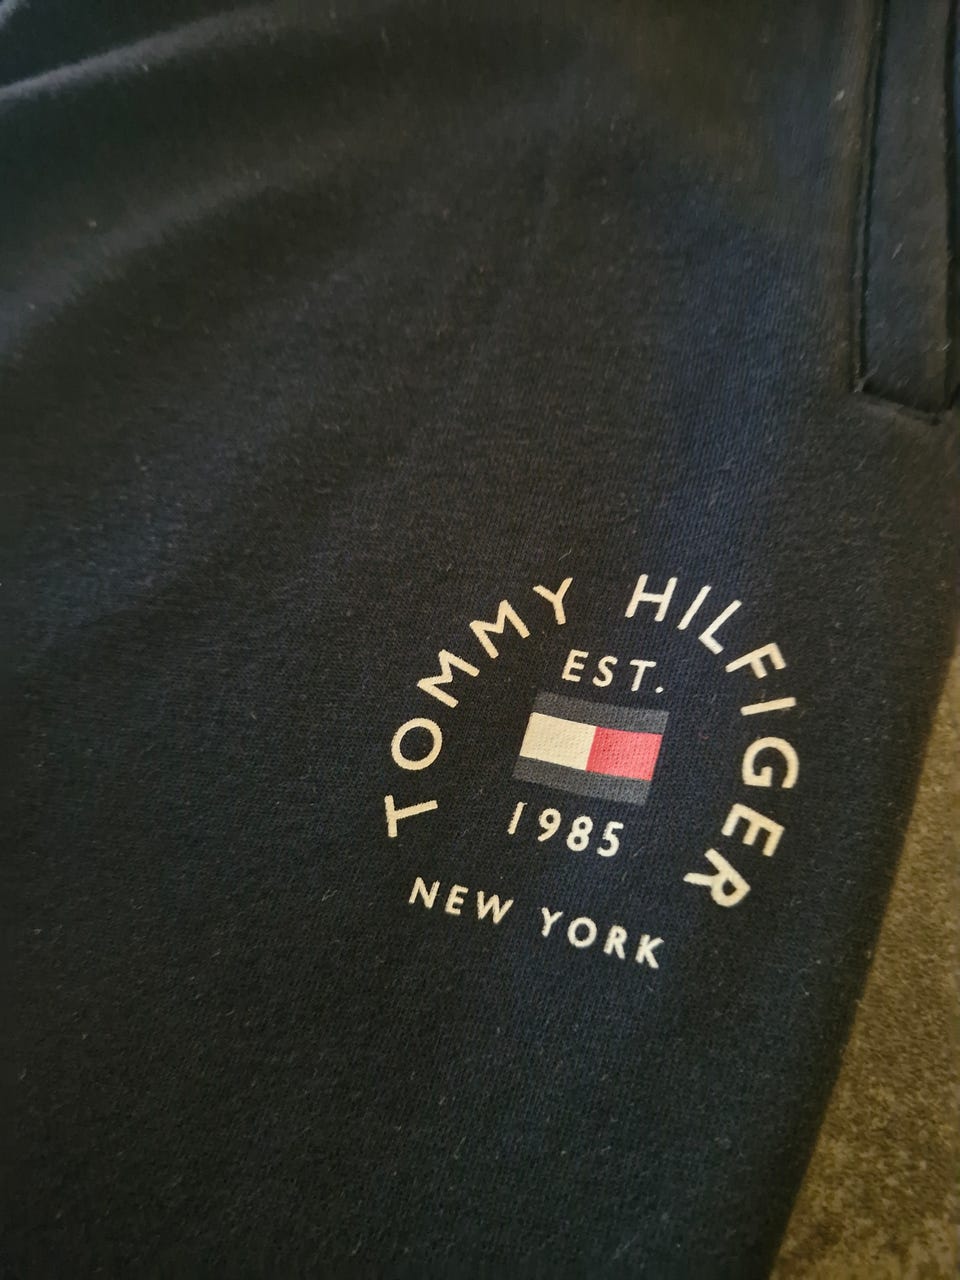 TOMMY HILFIGER
EST.
1985
NEW YORK